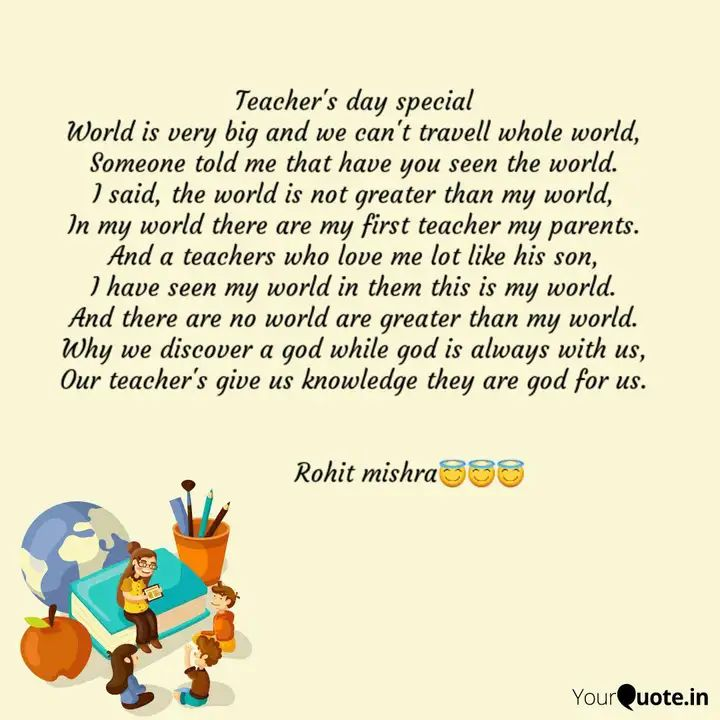 Teacher's day special
World is very big and we can't travell whole world,
Someone told me that have you seen the world.
I said, the world is not greater than my world,
In my world there are my first teacher my parents.
And a teachers who love me lot like his son,
I have seen my world in them this is my world.
And there are no world are greater than my world.
Why we discover a god while god is always with us,
Our teacher's give us knowledge they are god for us.
Rohit mishra😇😇😇
YourQuote.in